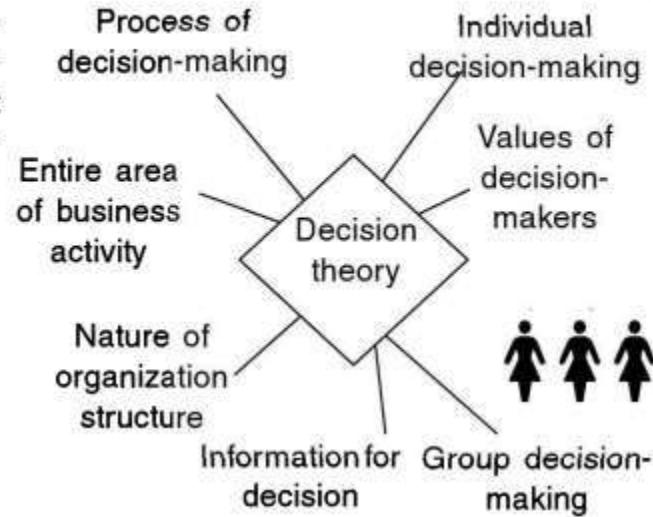 Process of
decision-making
Individual
decision-making
Entire area
of business
activity
Values of
decision-
makers
Decision
theory
Nature of
organization
structure
Information for
decision
Group decision-
making